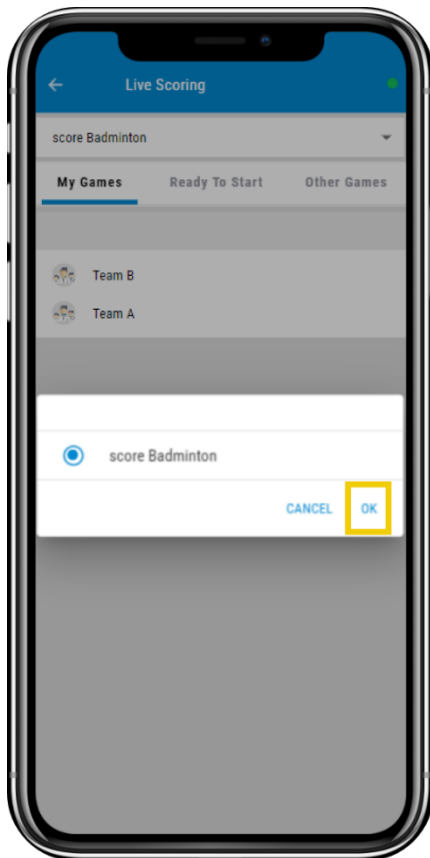 Live Scoring
score Badminton
My Games Ready To Start Other Games
Team B
Team A
score Badminton
CANCEL OK